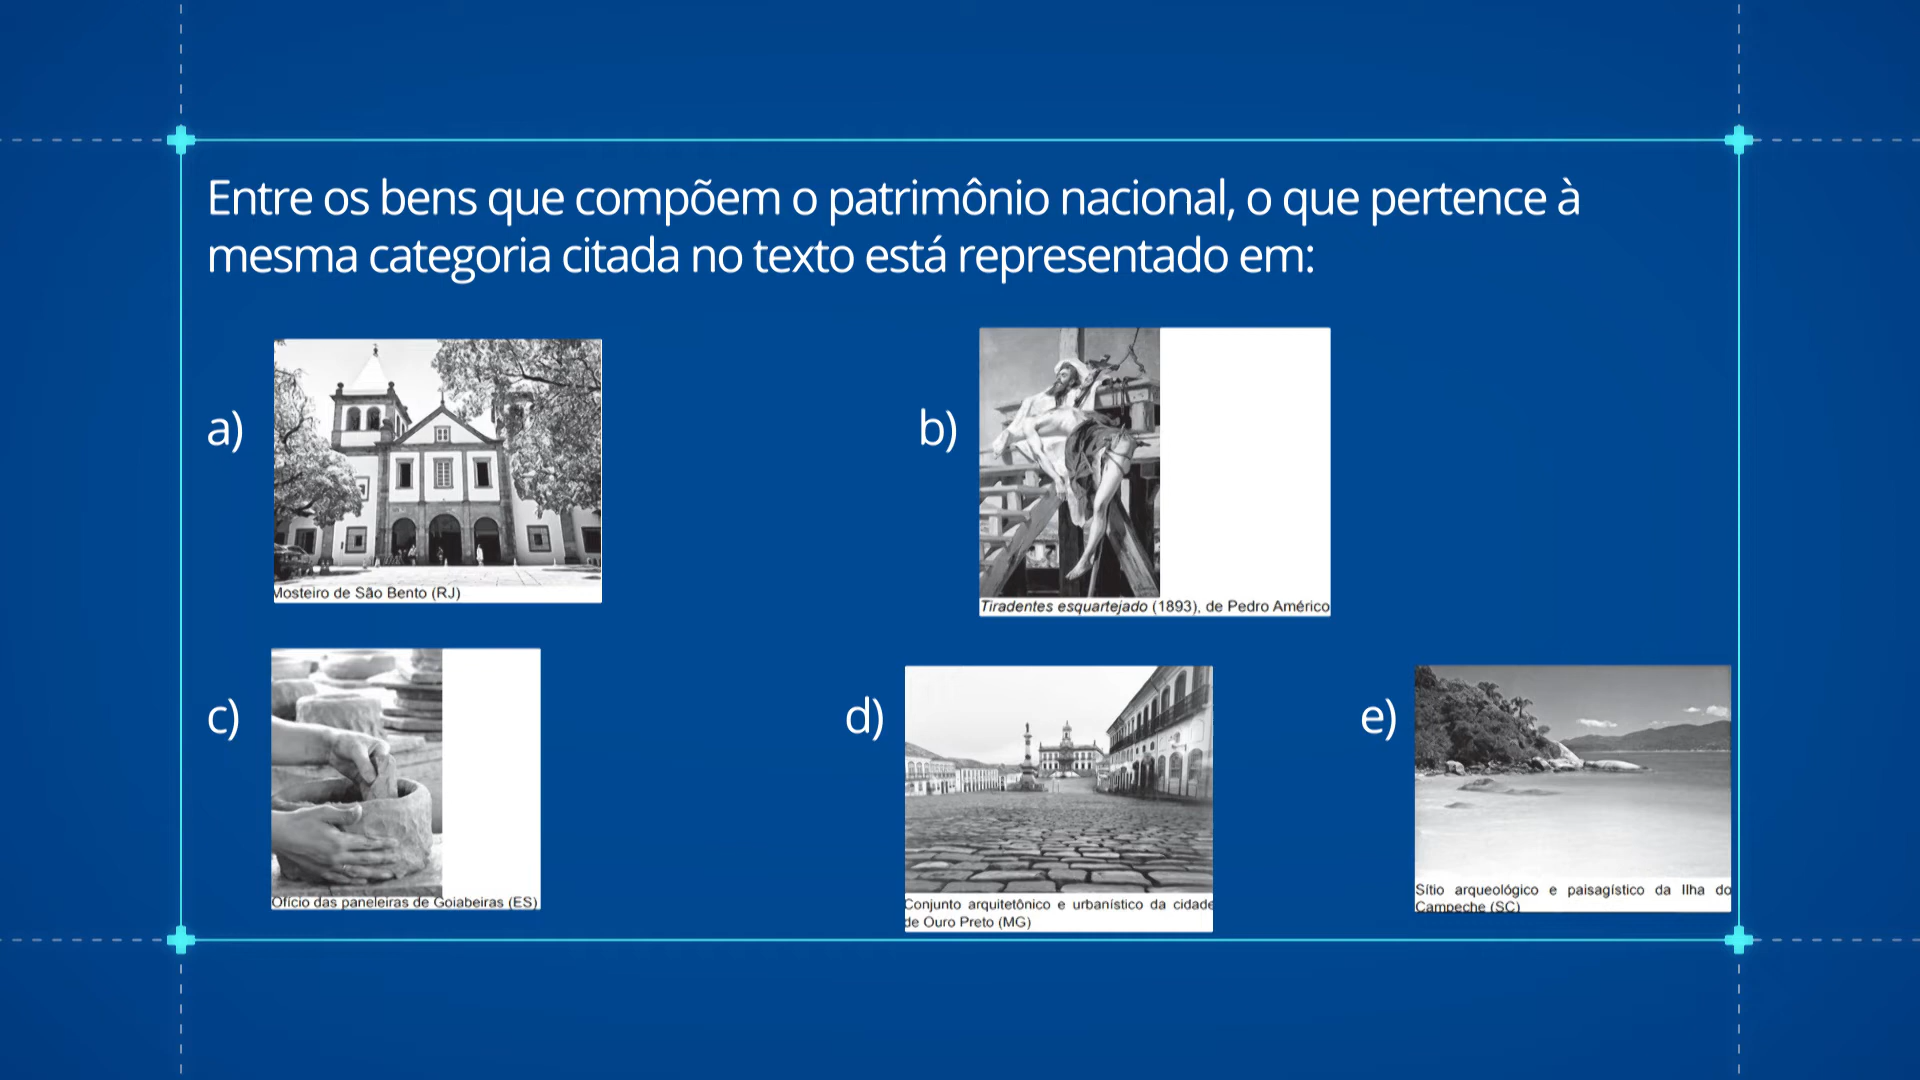 Entre os bens que compõem o patrimônio nacional, o que pertence à
mesma categoria citada no texto está representado em:
a)
Mosteiro de São Bento (RJ)
b)
Tiradentes esquartejado (1893), de Pedro Américo
c)
Ofício das paneleiras de Goiabeiras (ES)
d)
Conjunto arquitetônico e urbanístico da cidade
de Ouro Preto (MG)
e)
Sítio arqueológico e paisagístico da Ilha do
Campeche (SC)